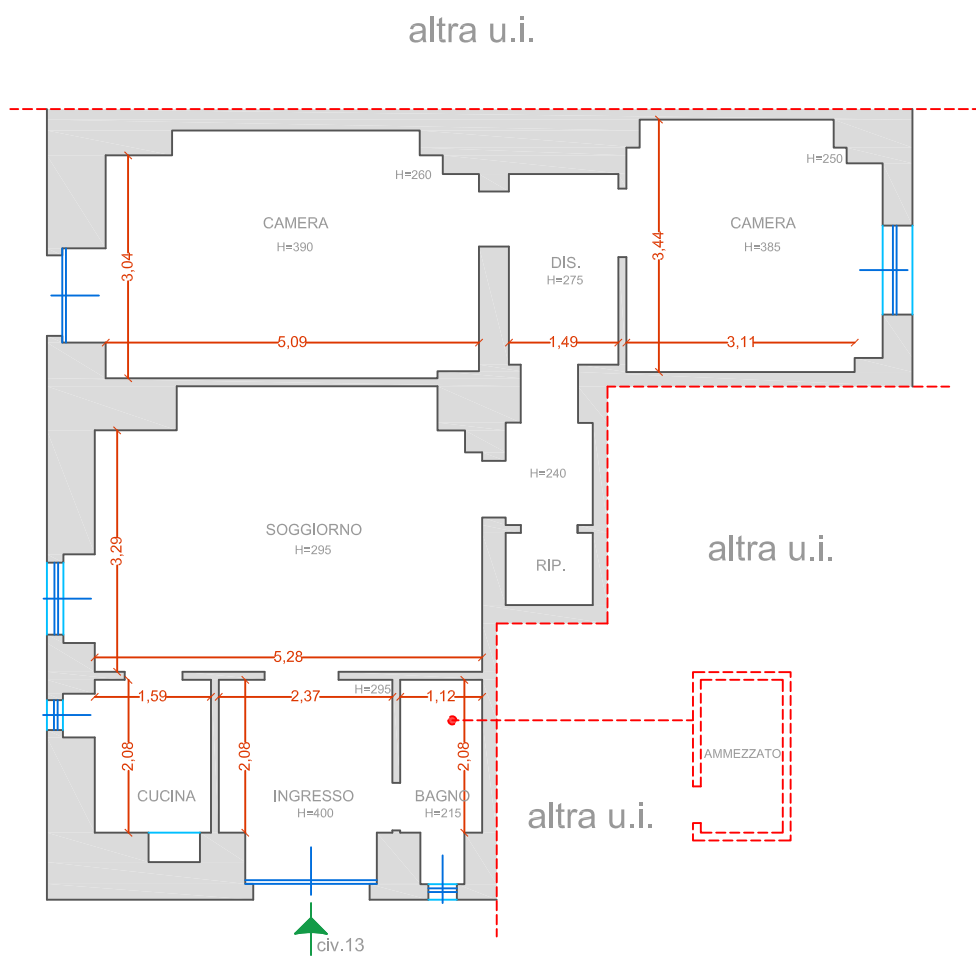 altra u.i.
H=260
H=250
CAMERA
H=390
CAMERA
H=385
3,04
3,44
DIS.
H=275
5,09
1,49
3,11
H=240
SOGGIORNO
H=295
3,29
altra u.i.
RIP.
5,28
H=295
1,59
2,37
1,12
2,08
2,08
2,08
AMMEZZATO
CUCINA
INGRESSO
H=400
BAGNO
H=215
altra u.i.
civ.13